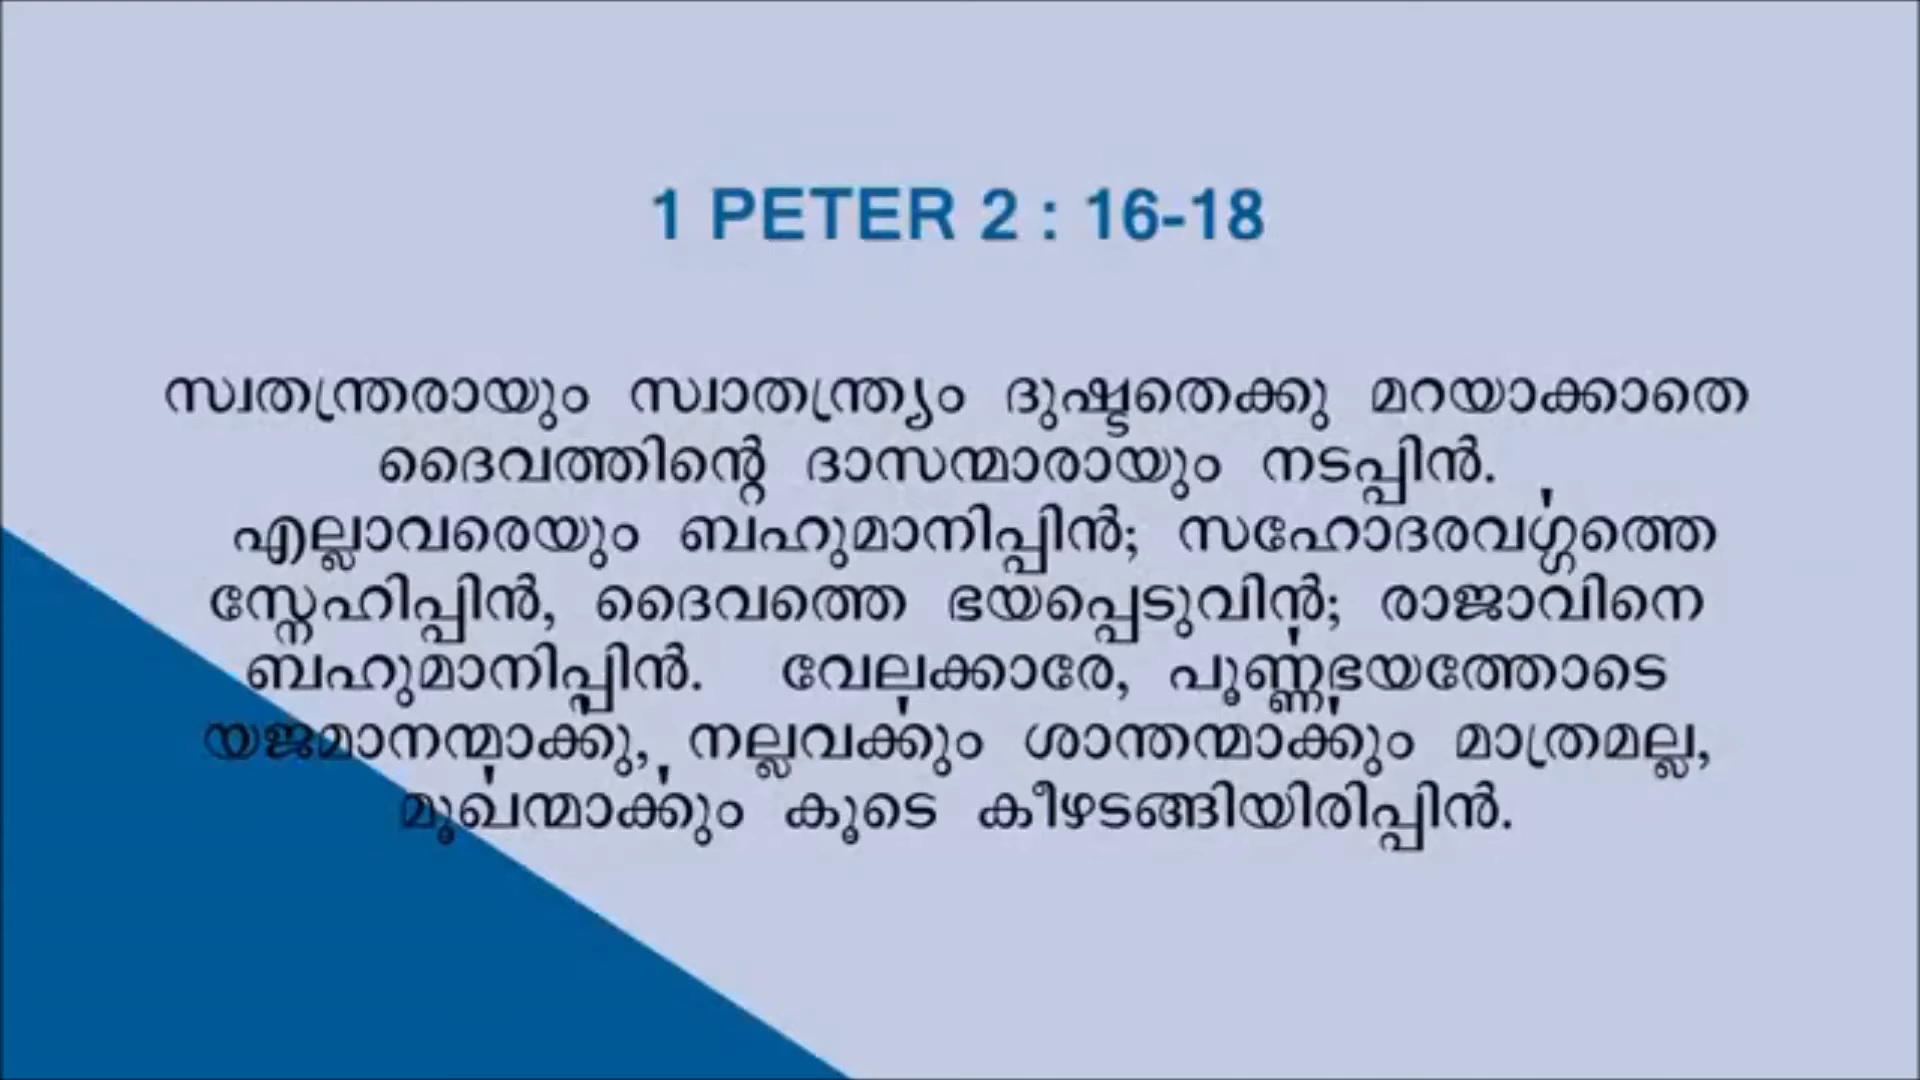 1 PETER 2 : 16-18
സ്വതന്ത്രരായും സ്വാതന്ത്ര്യം ദുഷ്ടതെക്കു മറയാക്കാതെ
ദൈവത്തിന്റെ ദാസന്മാരായും നടപ്പിൻ.
എല്ലാവരെയും ബഹുമാനിപ്പിൻ; സഹോദരവൎഗ്ഗത്തെ
സ്നേഹിപ്പിൻ, ദൈവത്തെ ഭയപ്പെടുവിൻ; രാജാവിനെ
ബഹുമാനിപ്പിൻ. വേലക്കാരേ, പൂൎണ്ണഭയത്തോടെ
യജമാനന്മാൎക്കു, നല്ലവൎക്കും ശാന്തന്മാൎക്കും മാത്രമല്ല,
മൂൎഖന്മാൎക്കും കൂടെ കീഴടങ്ങിയിരിപ്പിൻ.